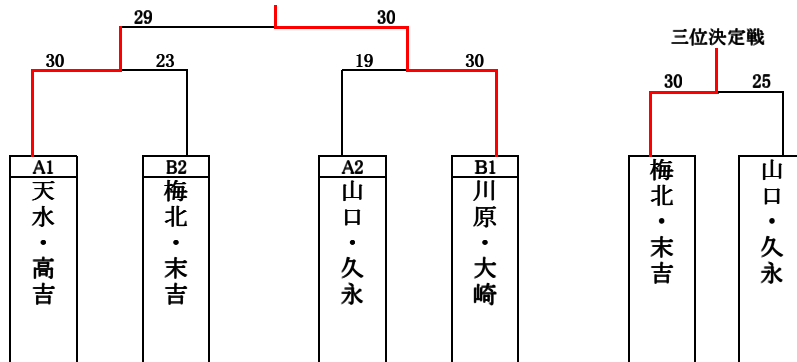 29
30
三位決定戦
30
23
19
30
30
25
A1
B2
A2
B1
天水・高吉
梅北・末吉
山口・久永
川原・大崎
梅北・末吉
山口・久永